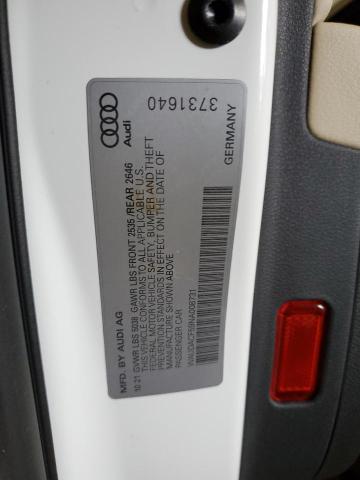 Audi
3731640
MFD. BY AUDI AG
GERMANY
10 21 GVWR LBS 5038 GAWR LBS FRONT 2535 /REAR 2646
THIS VEHICLE CONFORMS TO ALL APPLICABLE U.S.
FEDERAL MOTOR VEHICLE SAFETY, BUMPER AND THEFT
PREVENTION STANDARDS IN EFFECT ON THE DATE OF
MANUFACTURE SHOWN ABOVE
PASSENGER CAR
WAUDACF59NA008731